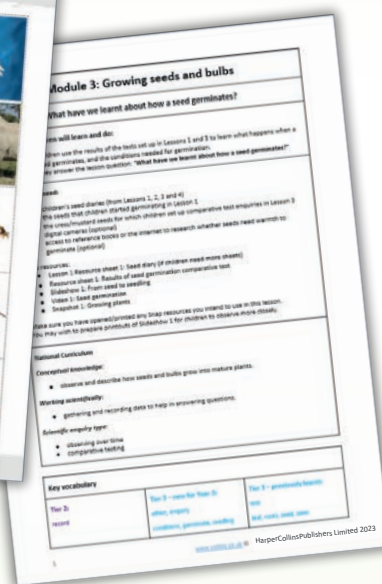 Module 3: Growing seeds and bulbs
What have we learnt about how a seed germinates?
en will learn and do:
dren use the results of the tests set up in Lessons 1 and 3 to learn what happens when a
d germinates, and the conditions needed for germination.
y answer the lesson question: "What have we learnt about how a seed germinates?"
need:
children's seed diaries (from Lessons 1, 2, 3 and 4)
the seeds that children started germinating in Lesson 1
the cress/mustard seeds for which children set up comparative test enquiries in Lesson 3
digital cameras (optional)
access to reference books or the internet to research whether seeds need warmth to
germinate (optional)
resources:
Lesson 1 Resource sheet 1: Seed diary (if children need more sheets)
Resource sheet 1: Results of seed germination comparative test
Slideshow 1: From seed to seedling
Video 1: Seed germination
Snapshot 1: Growing plants
Make sure you have opened/printed any Snap resources you intend to use in this lesson.
You may wish to prepare printouts of Slideshow 1 for children to observe more closely.
National Curriculum
Conceptual knowledge:
• observe and describe how seeds and bulbs grow into mature plants.
Working scientifically:
• gathering and recording data to help in answering questions.
Scientific enquiry type:
• observing over time
• comparative testing
Key vocabulary
Tier 2:
record
Tier 3 – new for Year 2:
conditions, germinate, seedling
Tier 3 – previously learnt:
test
HarperCollinsPublishers Limited 2023
1